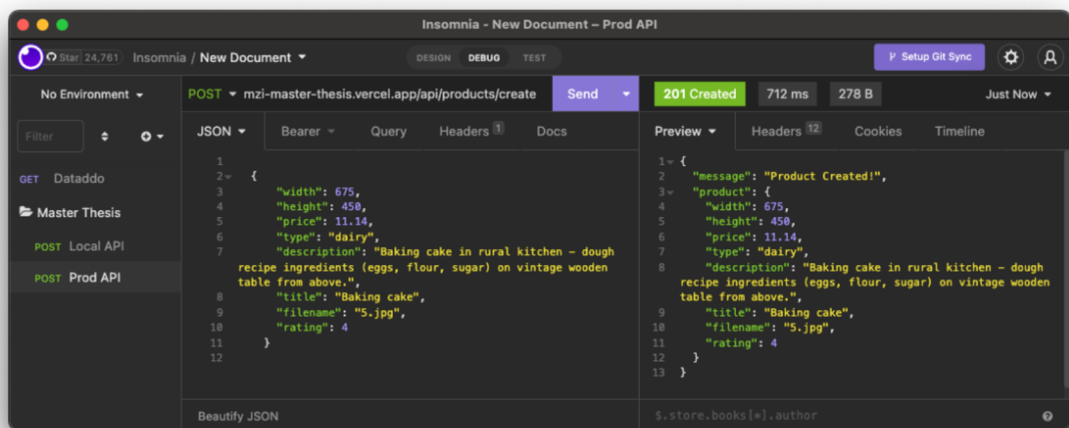 Insomnia - New Document – Prod API
Star 24,761 Insomnia / New Document DESIGN DEBUG TEST Setup Git Sync
No Environment
Filter
GET Dataddo
Master Thesis
POST Local API
POST Prod API
POST mzi-master-thesis.vercel.app/api/products/create Send
JSON Bearer Query Headers 1 Docs
1
2 {
3 "width": 675,
4 "height": 450,
5 "price": 11.14,
6 "type": "dairy",
7 "description": "Baking cake in rural kitchen – dough
recipe ingredients (eggs, flour, sugar) on vintage wooden
table from above.",
8 "title": "Baking cake",
9 "filename": "5.jpg",
10 "rating": 4
11 }
12
Beautify JSON
201 Created 712 ms 278 B Just Now
Preview Headers 12 Cookies Timeline
1 {
2 "message": "Product Created!",
3 "product": {
4 "width": 675,
5 "height": 450,
6 "price": 11.14,
7 "type": "dairy",
8 "description": "Baking cake in rural kitchen – dough
recipe ingredients (eggs, flour, sugar) on vintage wooden
table from above.",
9 "title": "Baking cake",
10 "filename": "5.jpg",
11 "rating": 4
12 }
13 }
$.store.books[*].author